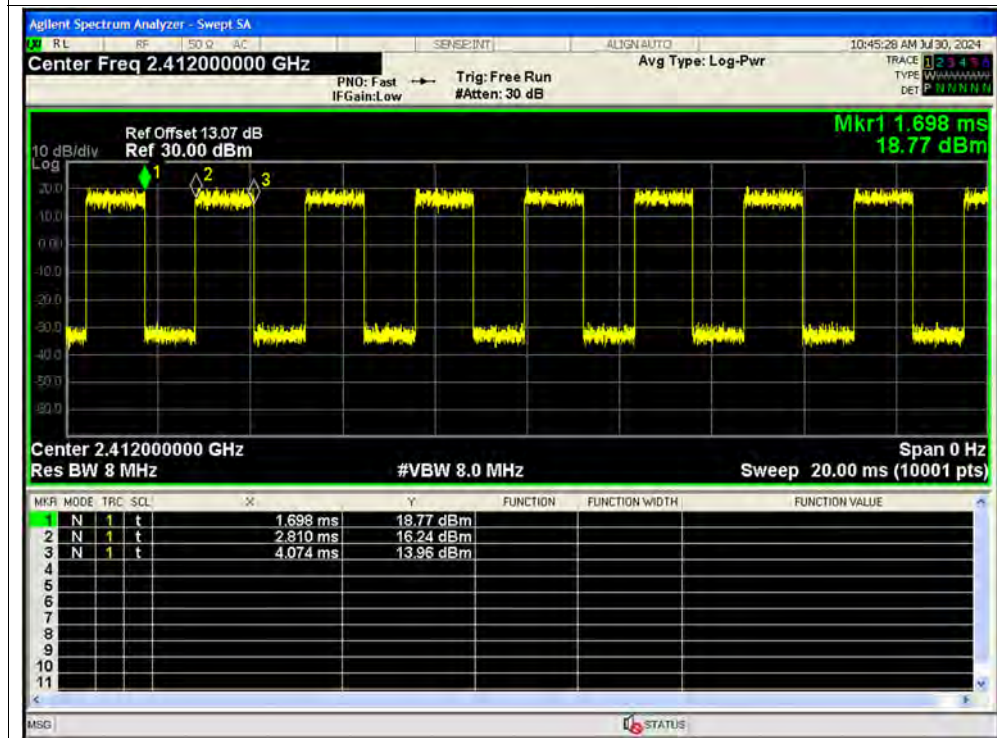 Agilent Spectrum Analyzer - Swept SA
RL RF 50 Ω AC SENSE:INT ALIGN AUTO 10:45:28 AM Jul 30, 2024
Center Freq 2.412000000 GHz Avg Type: Log-Pwr TRACE 1 2 3 4 5 6
PNO: Fast Trig: Free Run TYPE W
IFGain:Low #Atten: 30 dB DET P N N N N N
Mkr1 1.698 ms
18.77 dBm
Ref Offset 13.07 dB
10 dB/div Ref 30.00 dBm
Log
1 2 3
20.0
10.0
0.00
-10.0
-20.0
-30.0
-40.0
-50.0
-60.0
Center 2.412000000 GHz Span 0 Hz
Res BW 8 MHz #VBW 8.0 MHz Sweep 20.00 ms (10001 pts)
MKR MODE TRC SCL X Y FUNCTION FUNCTION WIDTH FUNCTION VALUE
1 N 1 t 1.698 ms 18.77 dBm
2 N 1 t 2.810 ms 16.24 dBm
3 N 1 t 4.074 ms 13.96 dBm
4
5
6
7
8
9
10
11
MSG STATUS